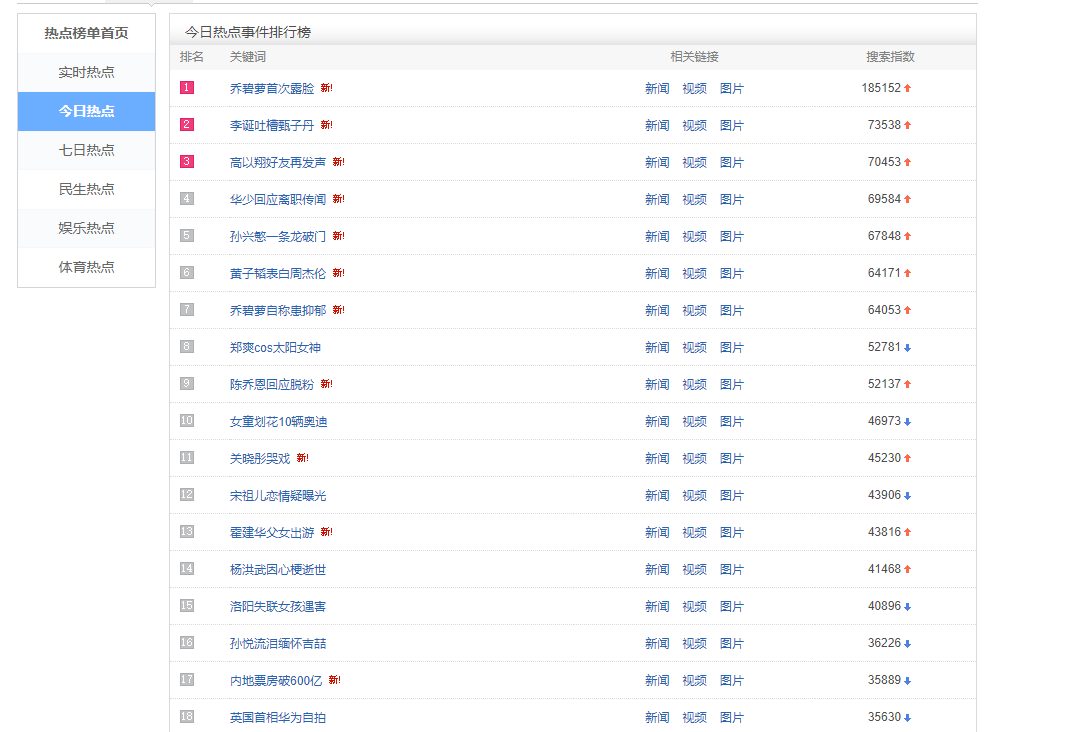 热点榜单首页
实时热点
今日热点
七日热点
民生热点
娱乐热点
体育热点
今日热点事件排行榜
排名 关键词 相关链接 搜索指数
1 乔碧萝首次露脸 新! 新闻 视频 图片 185152
2 李诞吐槽甄子丹 新! 新闻 视频 图片 73538
3 高以翔好友再发声 新! 新闻 视频 图片 70453
4 华少回应离职传闻 新! 新闻 视频 图片 69584
5 孙兴慜一条龙破门 新! 新闻 视频 图片 67848
6 黄子韬表白周杰伦 新! 新闻 视频 图片 64171
7 乔碧萝自称患抑郁 新! 新闻 视频 图片 64053
8 郑爽cos太阳女神 新闻 视频 图片 52781
9 陈乔恩回应脱粉 新! 新闻 视频 图片 52137
10 女童划花10辆奥迪 新闻 视频 图片 46973
11 关晓彤哭戏 新! 新闻 视频 图片 45230
12 宋祖儿恋情疑曝光 新闻 视频 图片 43906
13 霍建华父女出游 新! 新闻 视频 图片 43816
14 杨洪武因心梗逝世 新闻 视频 图片 41468
15 洛阳失联女孩遇害 新闻 视频 图片 40896
16 孙悦流泪缅怀吉喆 新闻 视频 图片 36226
17 内地票房破600亿 新! 新闻 视频 图片 35889
18 英国首相华为自拍 新闻 视频 图片 35630